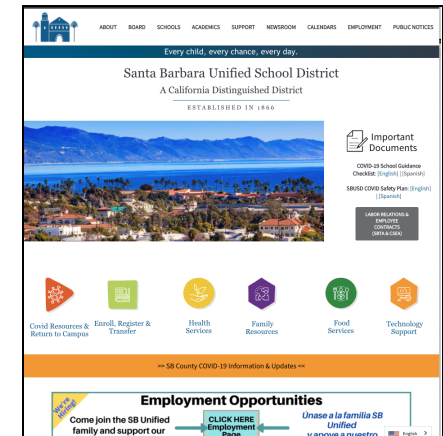 ABOUT BOARD SCHOOLS ACADEMICS SUPPORT NEWSROOM CALENDARS EMPLOYMENT PUBLIC NOTICES
Every child, every chance, every day.
Santa Barbara Unified School District
A California Distinguished District
ESTABLISHED IN 1866
Important
Documents
COVID-19 School Guidance
Checklist: (English) | (Spanish)
SBUSD COVID Safety Plan: (English)
| (Spanish)
LABOR RELATIONS &
EMPLOYEE
CONTRACTS
(SBTA & CSEA)
Covid Resources &
Return to Campus
Enroll, Register &
Transfer
Health
Services
Family
Resources
Food
Services
Technology
Support
>> SB County COVID-19 Information & Updates <<
We're
Hiring!
Employment Opportunities
Come join the SB Unified
family and support our
CLICK HERE
Employment
Page
Únase a la familia SB
Unified
y apoye a nuestro
English >